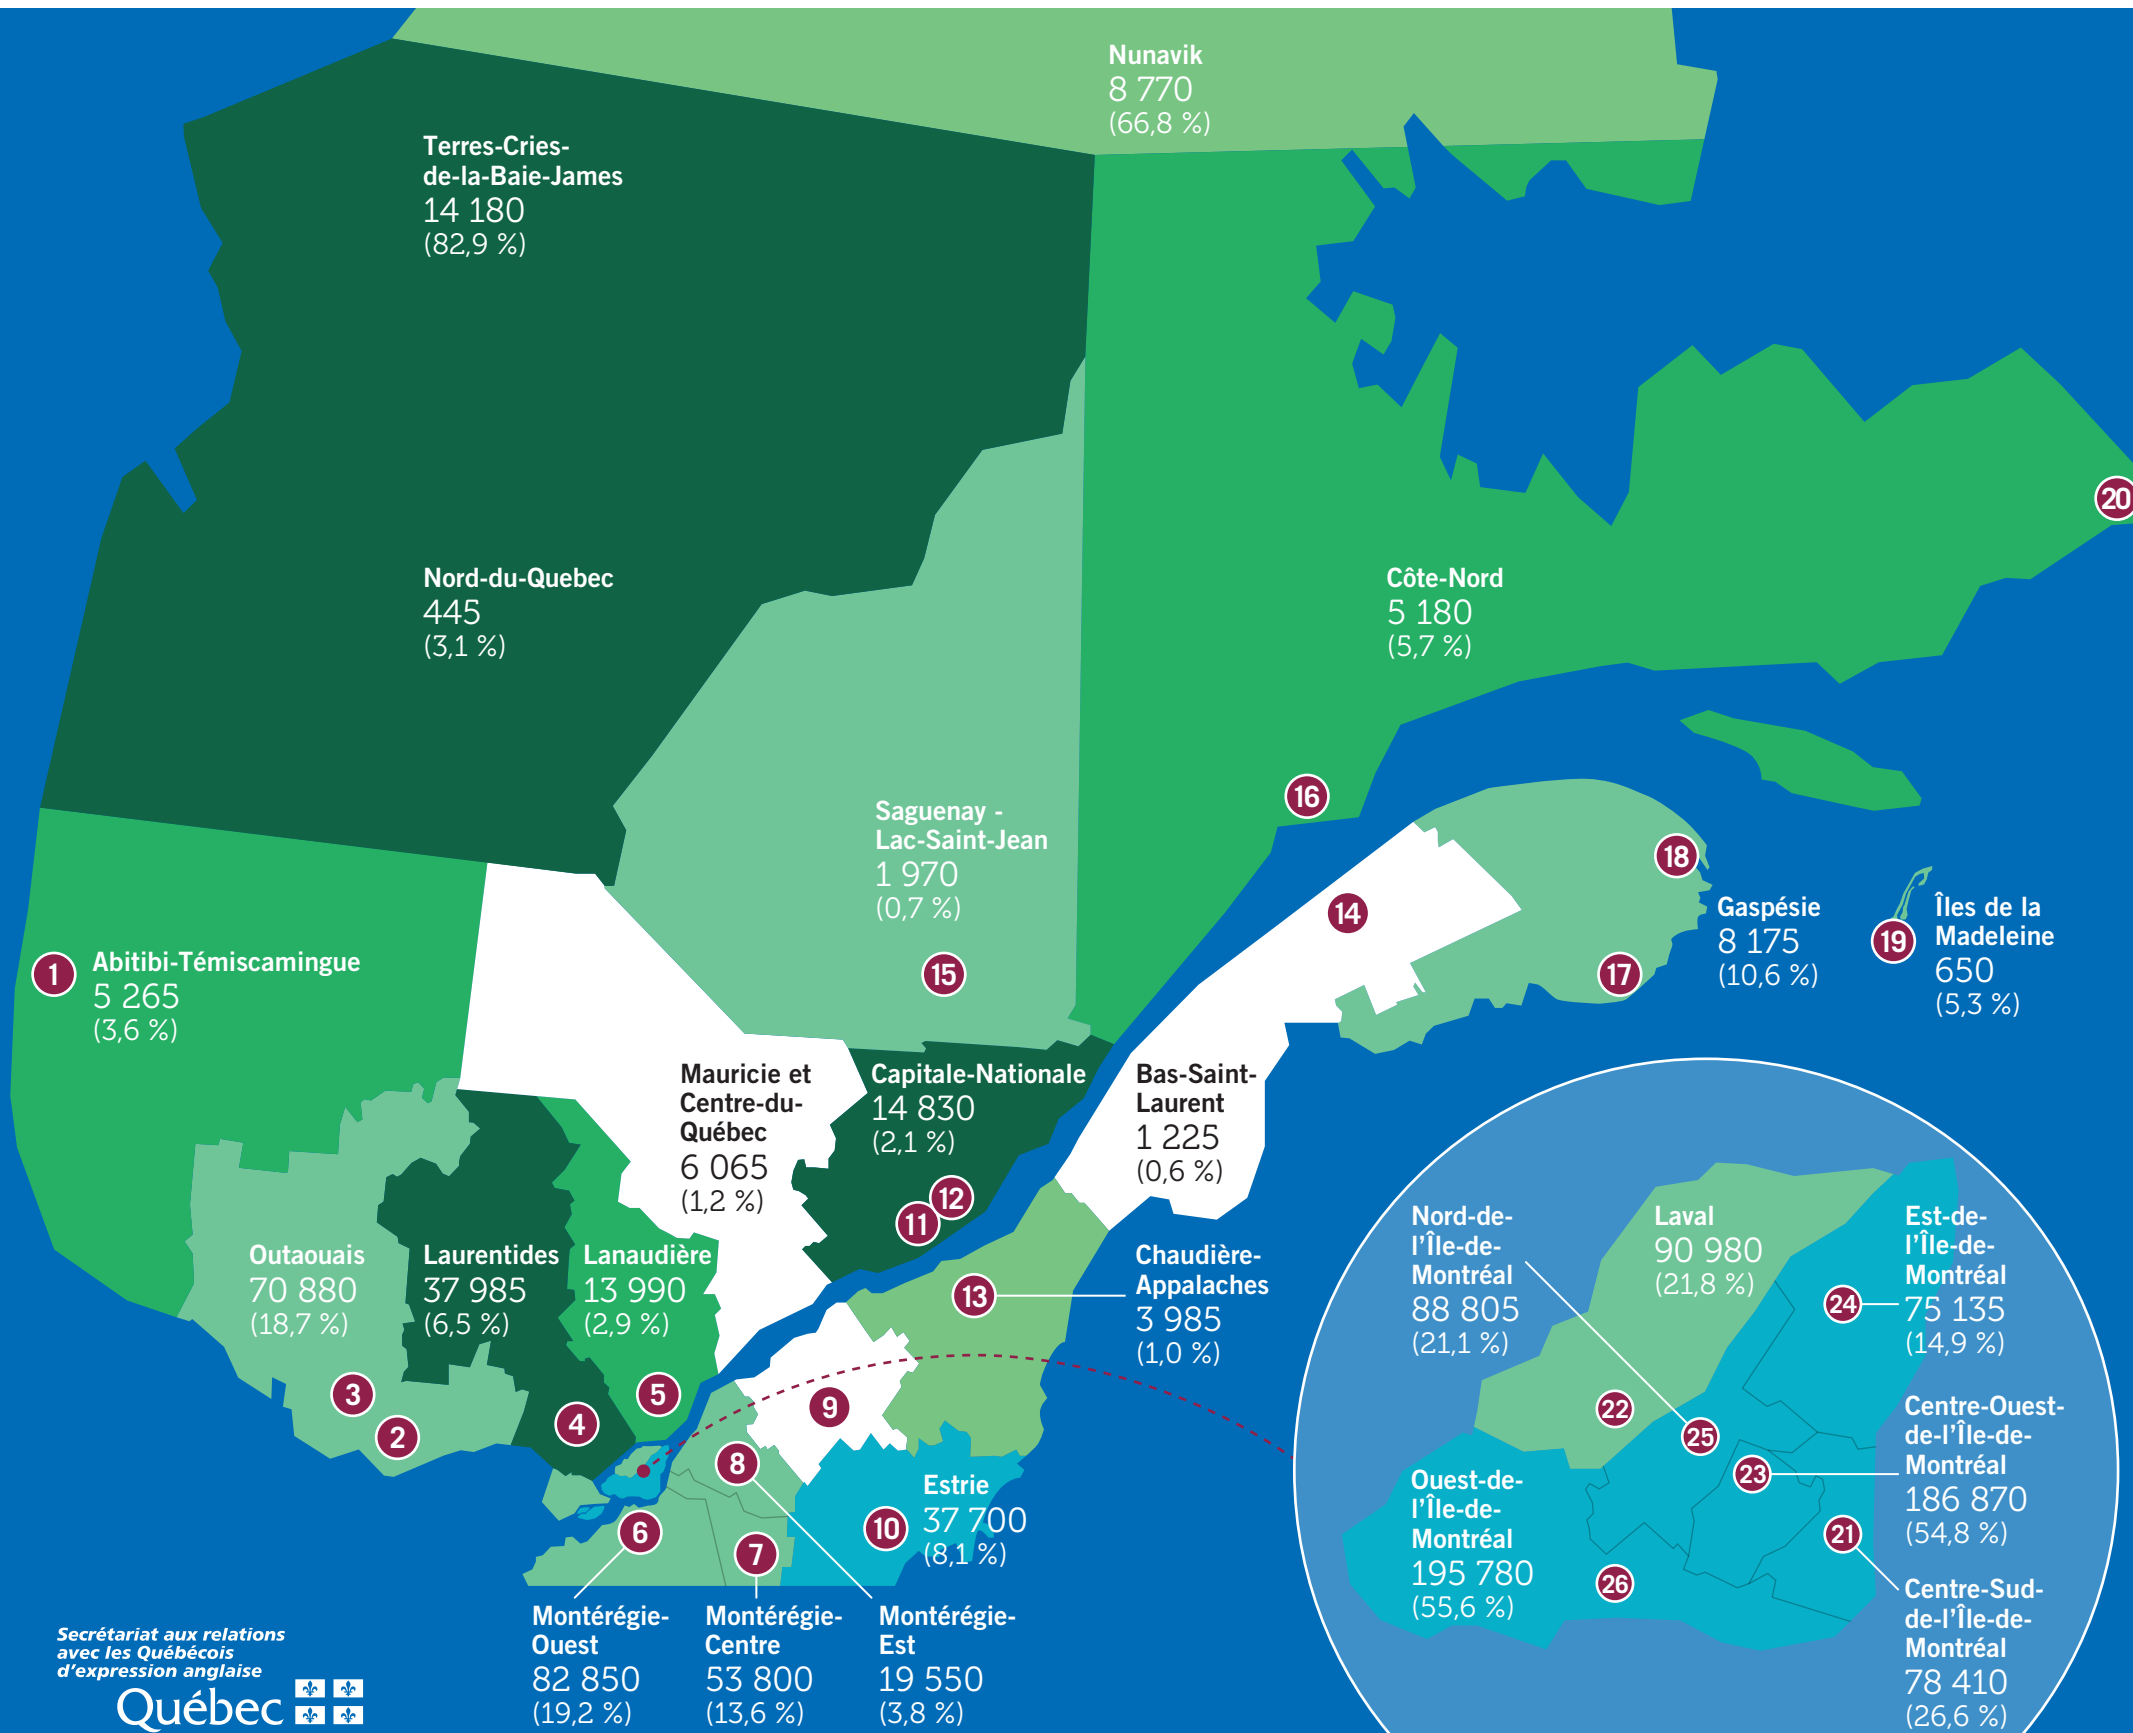 Nunavik
8 770
(66,8 %)
Terres-Cries-
de-la-Baie-James
14 180
(82,9 %)
Nord-du-Quebec
445
(3,1 %)
Côte-Nord
5 180
(5,7 %)
20
16
Saguenay -
Lac-Saint-Jean
1 970
(0,7 %)
15
14
18
17
Gaspésie
8 175
(10,6 %)
19
Îles de la
Madeleine
650
(5,3 %)
1
Abitibi-Témiscamingue
5 265
(3,6 %)
Mauricie et
Centre-du-
Québec
6 065
(1,2 %)
Capitale-Nationale
14 830
(2,1 %)
12
11
Bas-Saint-
Laurent
1 225
(0,6 %)
Outaouais
70 880
(18,7 %)
3
2
Laurentides
37 985
(6,5 %)
4
Lanaudière
13 990
(2,9 %)
5
13
Chaudière-
Appalaches
3 985
(1,0 %)
9
8
6
7
10
Estrie
37 700
(8,1 %)
Montérégie-
Ouest
82 850
(19,2 %)
Montérégie-
Centre
53 800
(13,6 %)
Montérégie-
Est
19 550
(3,8 %)
Nord-de-
l'Île-de-
Montréal
88 805
(21,1 %)
Laval
90 980
(21,8 %)
Est-de-
l'Île-de-
Montréal
75 135
(14,9 %)
24
22
25
23
Centre-Ouest-
de-l'Île-de-
Montréal
186 870
(54,8 %)
Ouest-de-
l'Île-de-
Montréal
195 780
(55,6 %)
26
21
Centre-Sud-
de-l'Île-de-
Montréal
78 410
(26,6 %)
Secrétariat aux relations
avec les Québécois
d'expression anglaise
Québec